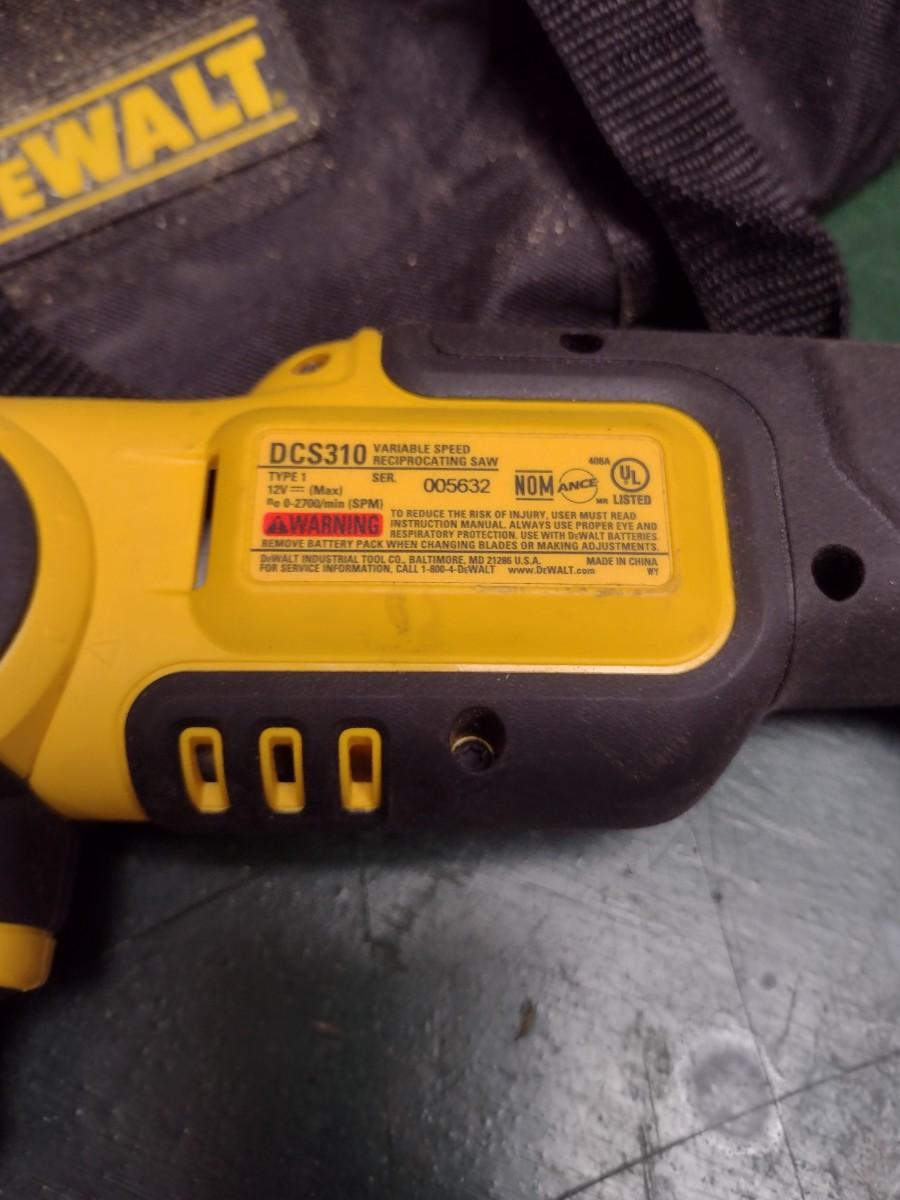 DEWALT
DCS310 VARIABLE SPEED RECIPROCATING SAW
TYPE 1 SER. 005632
12V ⎓ (Max)
n₀ 0-2700/min (SPM)
NOM ANCE MR 408A UL LISTED
⚠WARNING TO REDUCE THE RISK OF INJURY, USER MUST READ
INSTRUCTION MANUAL. ALWAYS USE PROPER EYE AND
RESPIRATORY PROTECTION. USE WITH DEWALT BATTERIES.
REMOVE BATTERY PACK WHEN CHANGING BLADES OR MAKING ADJUSTMENTS.
DEWALT INDUSTRIAL TOOL CO., BALTIMORE, MD 21286 U.S.A. MADE IN CHINA
FOR SERVICE INFORMATION, CALL 1-800-4-DEWALT www.DEWALT.com WY